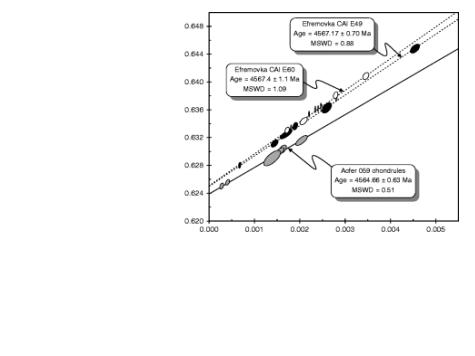 0.648
Efremovka CAI E49
Age = 4567.17 ± 0.70 Ma
MSWD = 0.88
0.644
0.640
Efremovka CAI E60
Age = 4567.4 ± 1.1 Ma
MSWD = 1.09
0.636
0.632
0.628
Acfer 059 chondrules
Age = 4564.66 ± 0.63 Ma
MSWD = 0.51
0.624
0.620
0.000 0.001 0.002 0.003 0.004 0.005